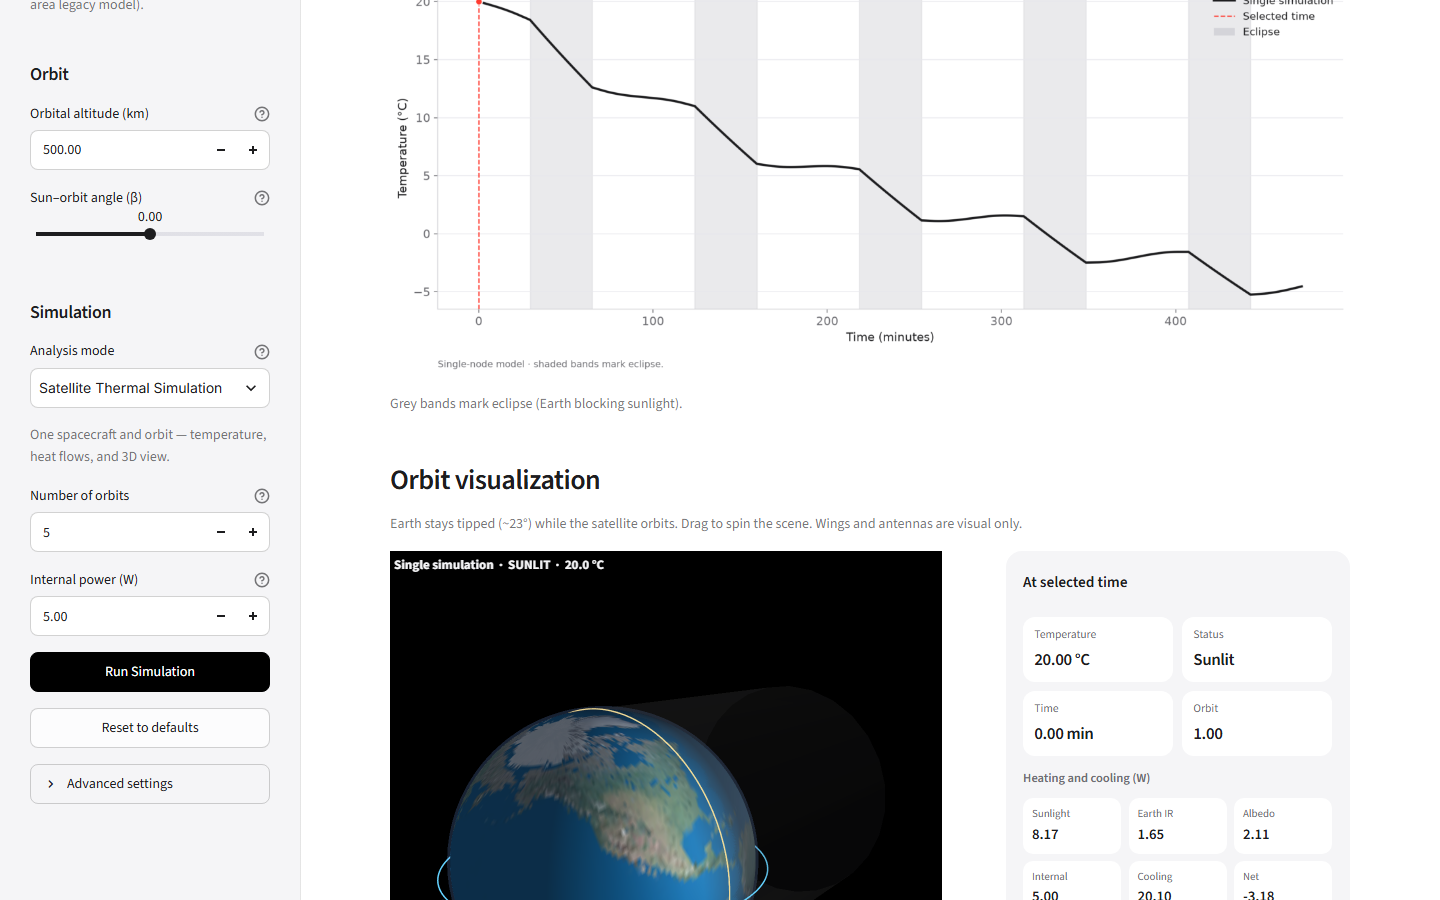 area legacy model).
Orbit
Orbital altitude (km)
500.00
Sun–orbit angle (β)
0.00
Simulation
Analysis mode
Satellite Thermal Simulation
One spacecraft and orbit — temperature,
heat flows, and 3D view.
Number of orbits
5
Internal power (W)
5.00
Run Simulation
Reset to defaults
Advanced settings
Single simulation
Selected time
Eclipse
Temperature (°C)
20
15
10
5
0
−5
0 100 200 300 400
Time (minutes)
Single-node model · shaded bands mark eclipse.
Grey bands mark eclipse (Earth blocking sunlight).
Orbit visualization
Earth stays tipped (~23°) while the satellite orbits. Drag to spin the scene. Wings and antennas are visual only.
Single simulation · SUNLIT · 20.0 °C
At selected time
Temperature
20.00 °C
Status
Sunlit
Time
0.00 min
Orbit
1.00
Heating and cooling (W)
Sunlight
8.17
Earth IR
1.65
Albedo
2.11
Internal
5.00
Cooling
20.10
Net
-3.18